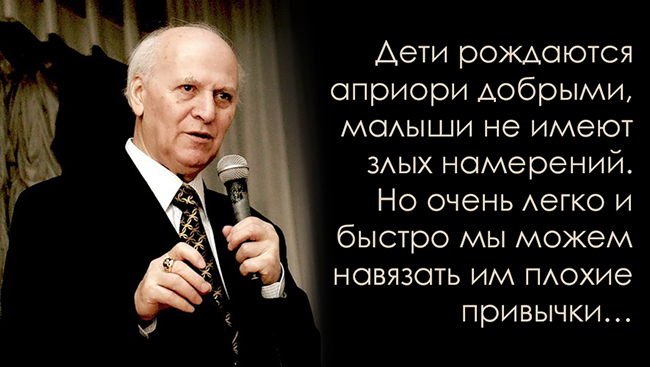 Дети рождаются
априори добрыми,
малыши не имеют
злых намерений.
Но очень легко и
быстро мы можем
навязать им плохие
привычки...